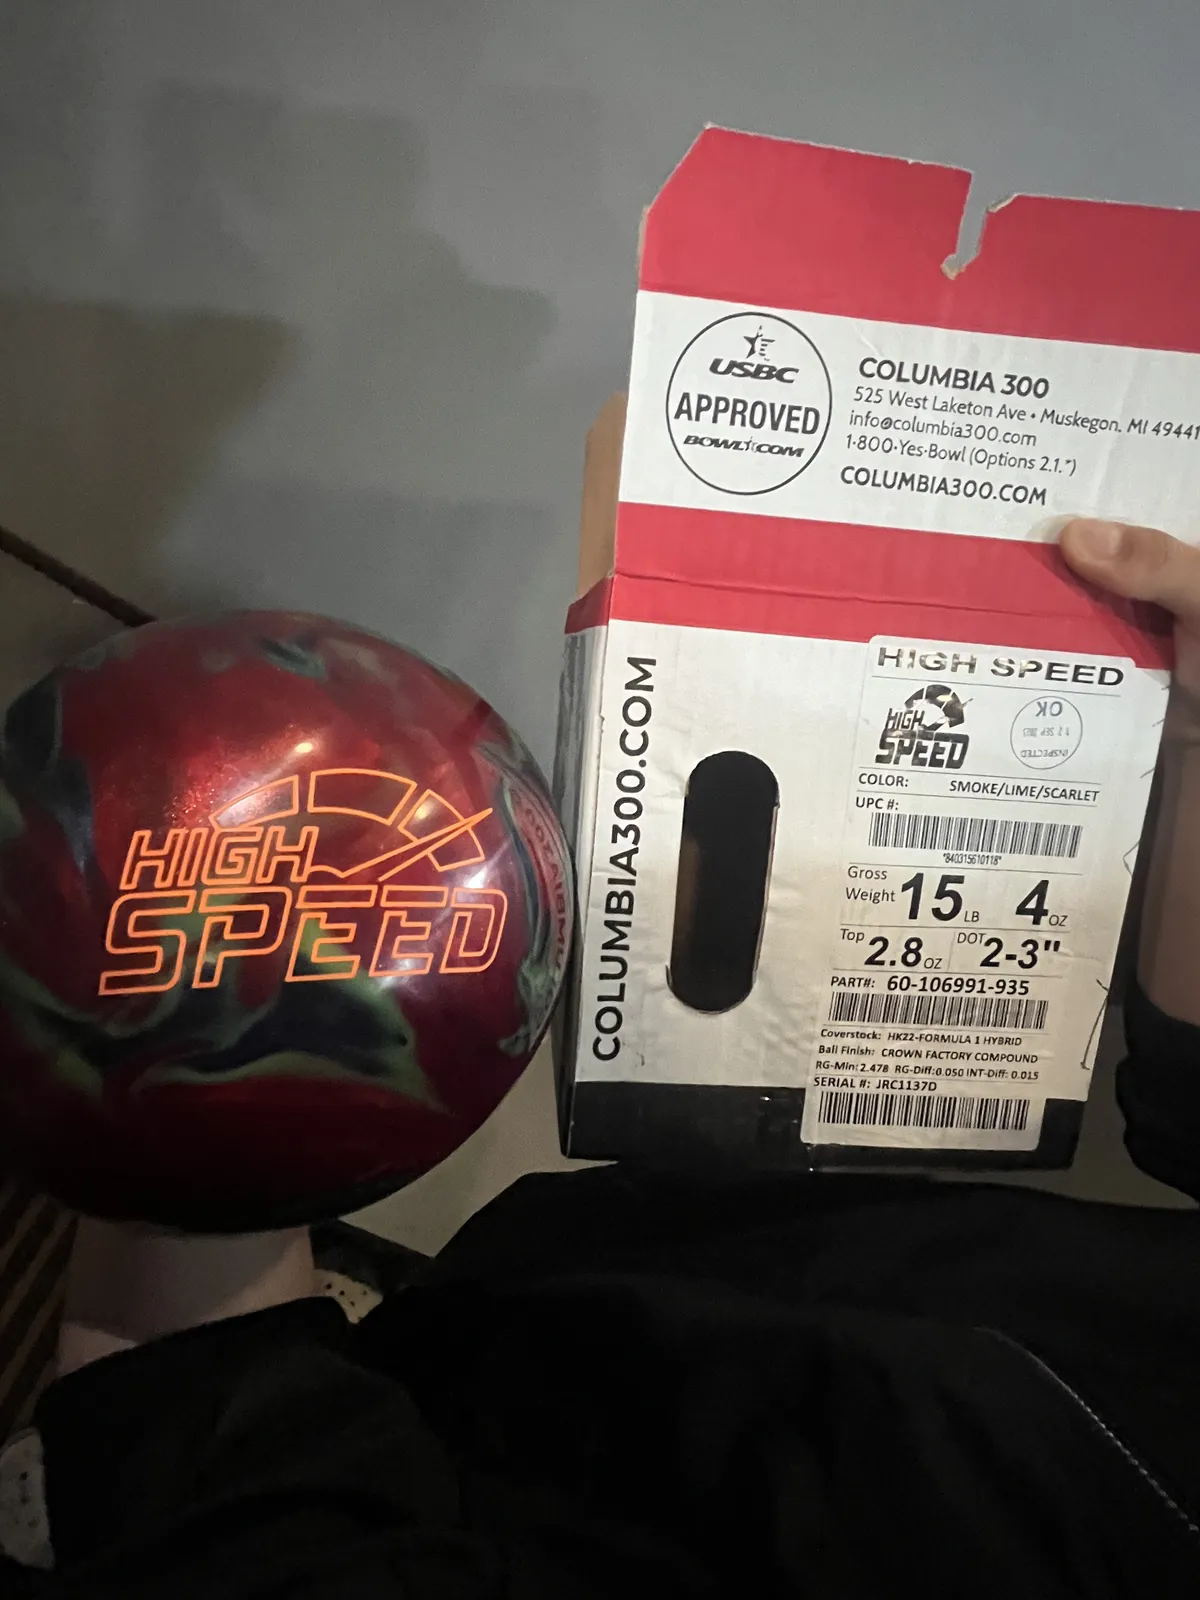 HIGH
SPEED
USBC
APPROVED
BOWL.COM
COLUMBIA 300
525 West Laketon Ave • Muskegon, MI 49441
info@columbia300.com
1-800-Yes-Bowl (Options 2.1.*)
COLUMBIA300.COM
COLUMBIA300.COM
HIGH SPEED
HIGH
SPEED
OK
12 SEP
INSPECTED
COLOR: SMOKE/LIME/SCARLET
UPC #:
*840315610118*
Gross
Weight 15 LB 4 OZ
Top 2.8 OZ DOT 2-3"
PART#: 60-106991-935
Coverstock: HK22-FORMULA 1 HYBRID
Ball Finish: CROWN FACTORY COMPOUND
RG-Min: 2.478 RG-Diff: 0.050 INT-Diff: 0.015
SERIAL #: JRC1137D